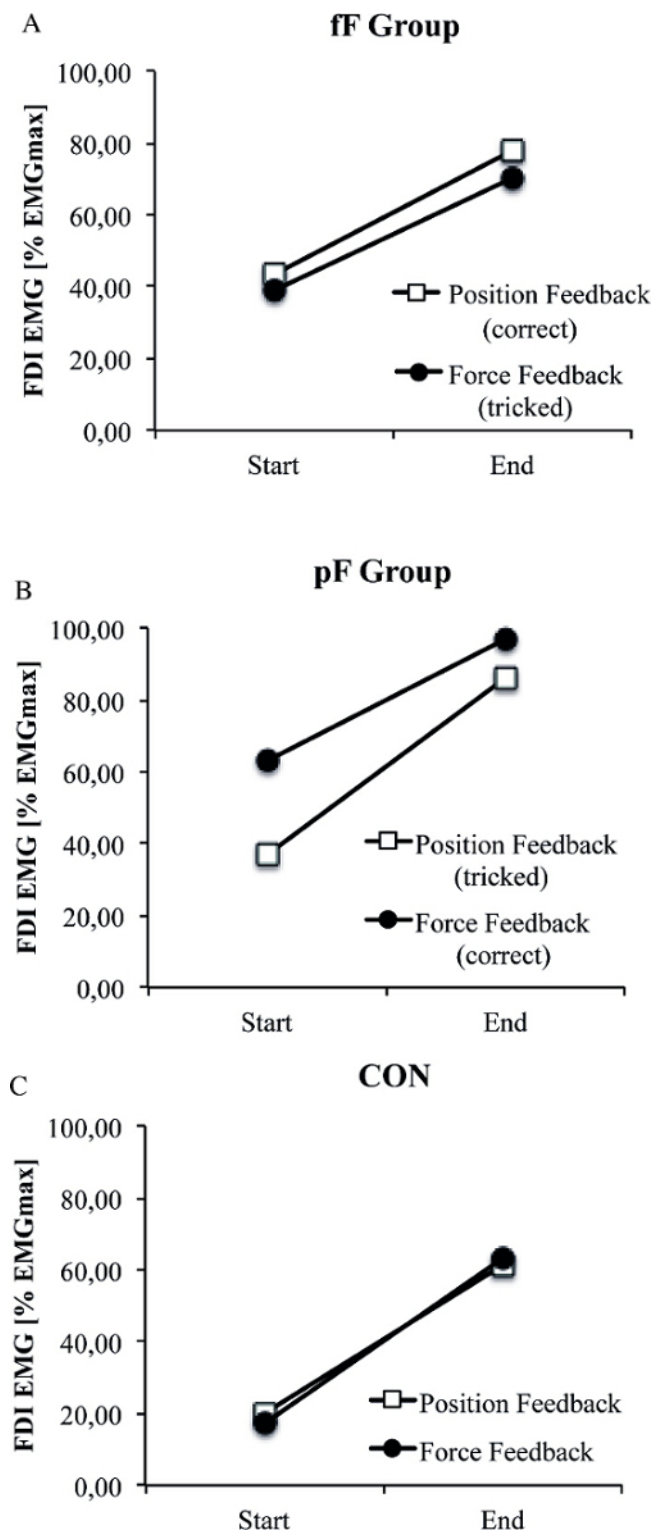 A
fF Group
FDI EMG [% EMGmax]
100,00
80,00
60,00
40,00
20,00
0,00
Position Feedback
(correct)
Force Feedback
(tricked)
Start
End
B
pF Group
FDI EMG [% EMGmax]
100,00
80,00
60,00
40,00
20,00
0,00
Position Feedback
(tricked)
Force Feedback
(correct)
Start
End
C
CON
FDI EMG [% EMGmax]
100,00
80,00
60,00
40,00
20,00
0,00
Position Feedback
Force Feedback
Start
End